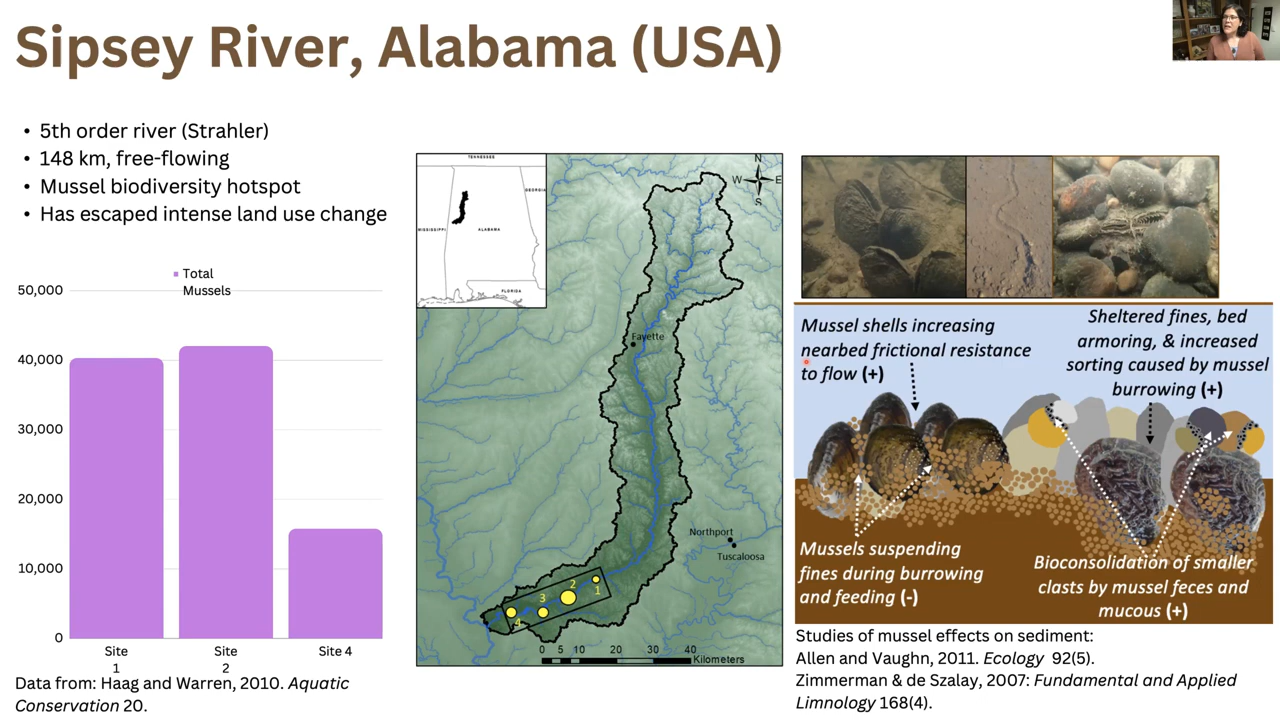 Sipsey River, Alabama (USA)
• 5th order river (Strahler)
• 148 km, free-flowing
• Mussel biodiversity hotspot
• Has escaped intense land use change
Total
Mussels
50,000
40,000
30,000
20,000
10,000
0
Site
1
Site
2
Site 4
Data from: Haag and Warren, 2010. Aquatic
Conservation 20.
TENNESSEE
MISSISSIPPI
ALABAMA
GEORGIA
FLORIDA
N
W
E
S
Fayette
Northport
Tuscaloosa
1
2
3
4
0 5 10 20 30 40
Kilometers
Mussel shells increasing
nearbed frictional resistance
to flow (+)
Sheltered fines, bed
armoring, & increased
sorting caused by mussel
burrowing (+)
Mussels suspending
fines during burrowing
and feeding (-)
Bioconsolidation of smaller
clasts by mussel feces and
mucous (+)
Studies of mussel effects on sediment:
Allen and Vaughn, 2011. Ecology 92(5).
Zimmerman & de Szalay, 2007: Fundamental and Applied
Limnology 168(4).